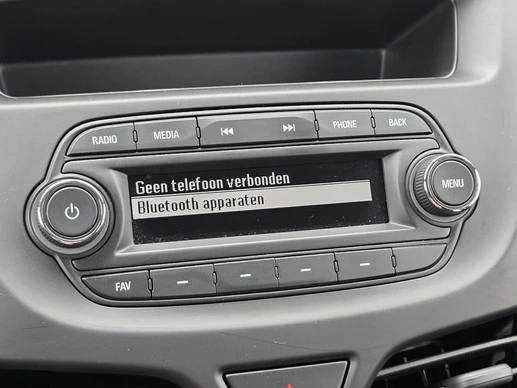 RADIO MEDIA PHONE BACK
Geen telefoon verbonden
Bluetooth apparaten
MENU
FAV